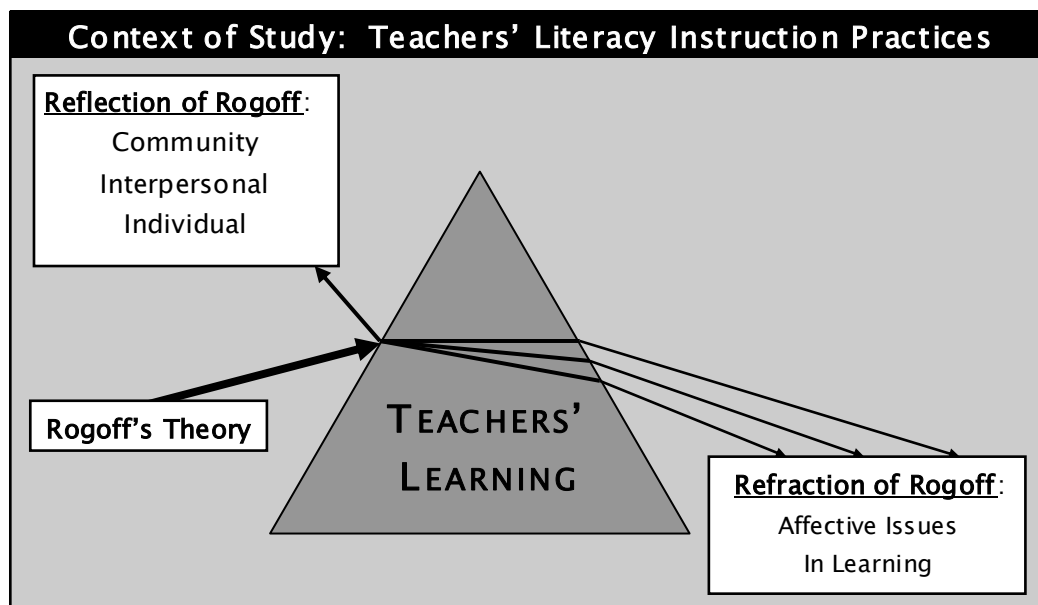 Context of Study: Teachers’ Literacy Instruction Practices
Reflection of Rogoff:
Community
Interpersonal
Individual
Rogoff’s Theory
TEACHERS’
LEARNING
Refraction of Rogoff:
Affective Issues
In Learning